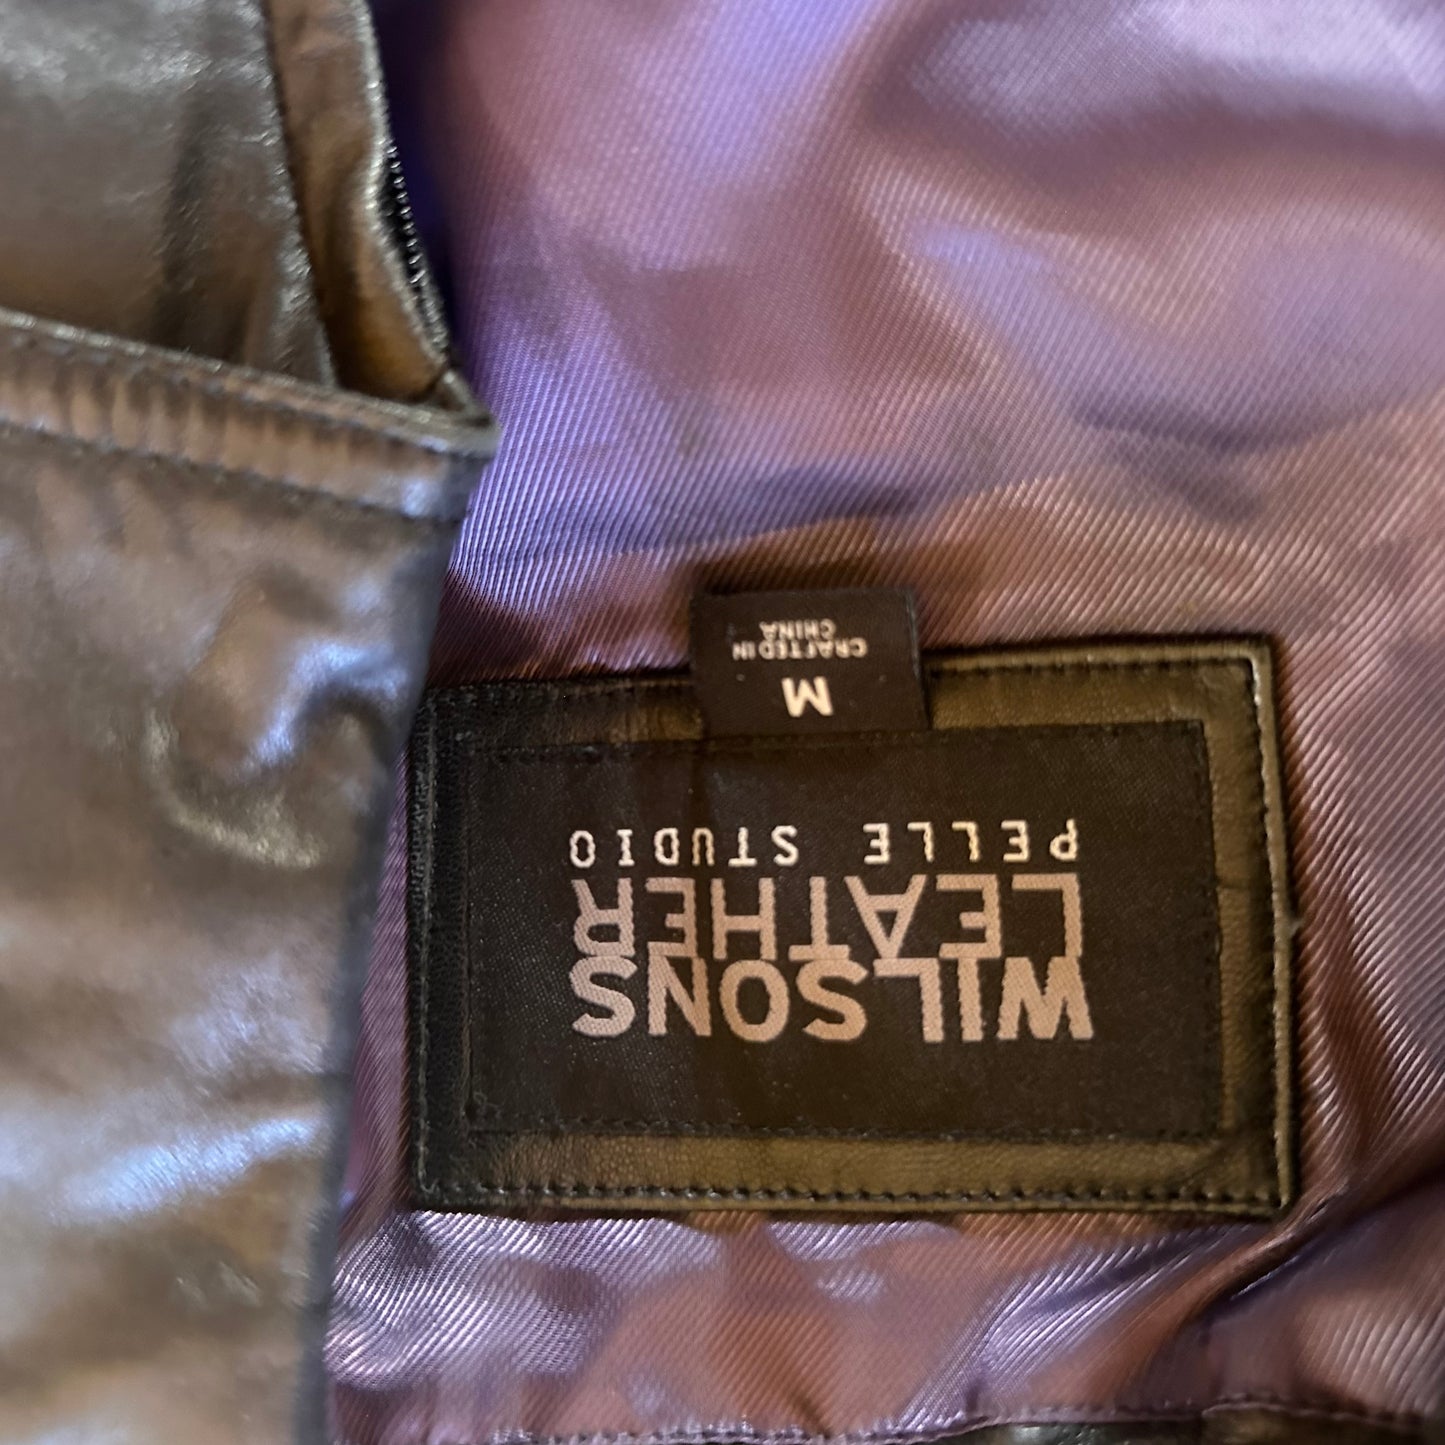 WILSONS
LEATHER
PELLE STUDIO
M
CRAFTED IN
CHINA